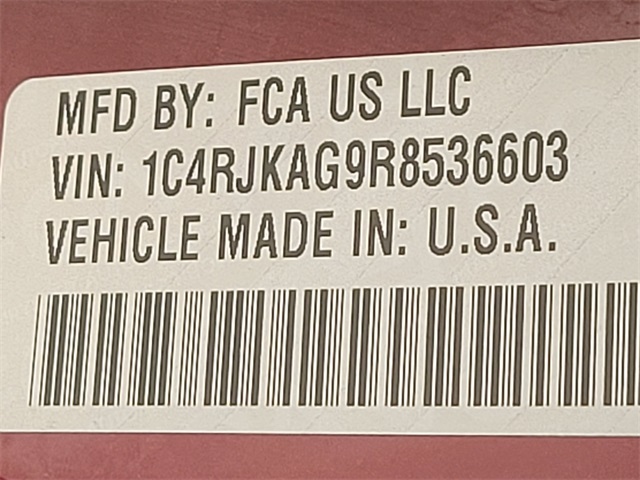 MFD BY: FCA US LLC
VIN: 1C4RJKAG9R8536603
VEHICLE MADE IN: U.S.A.